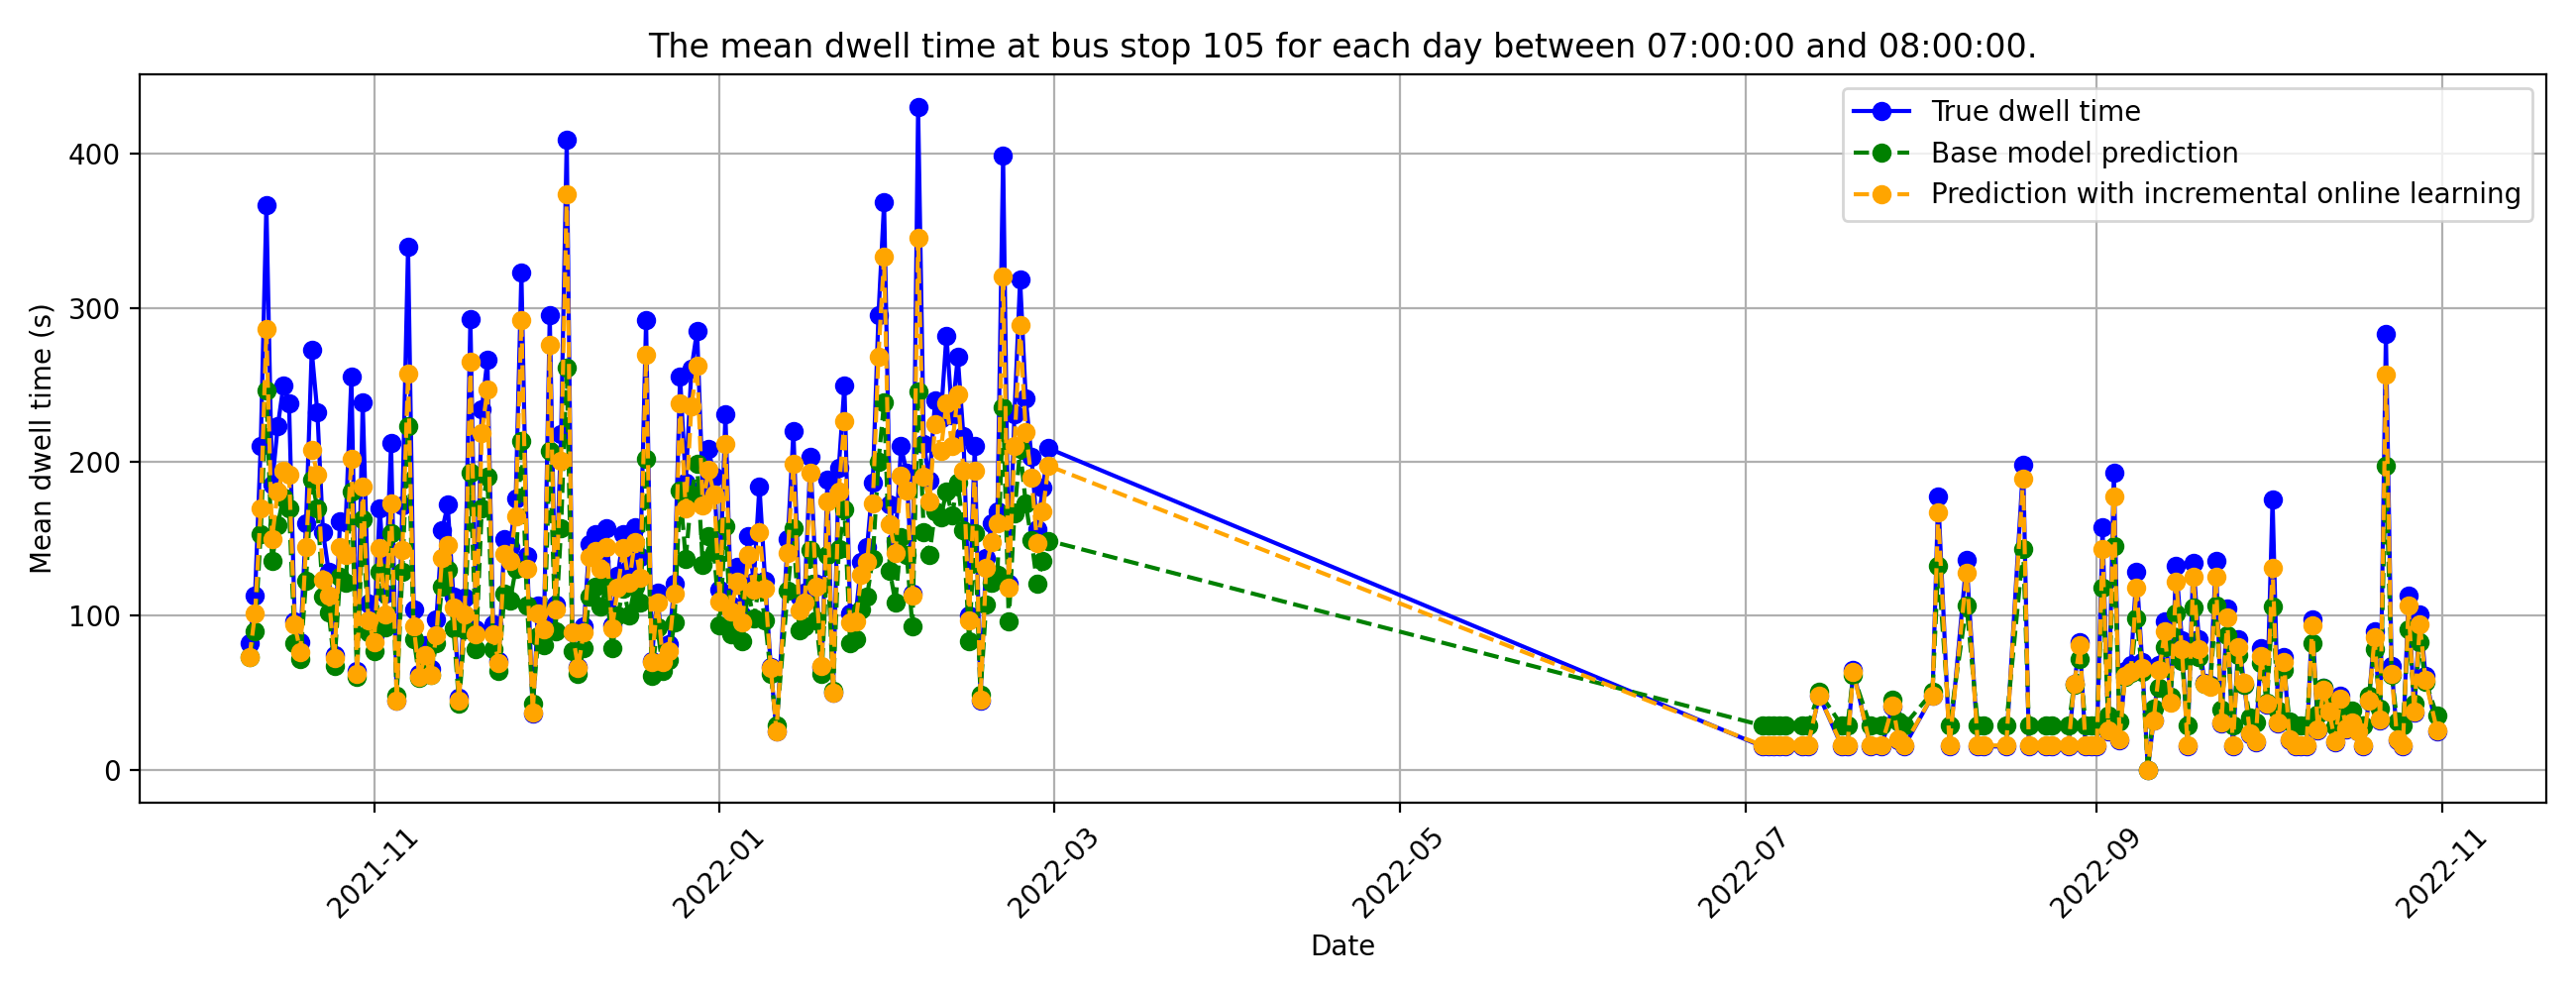 The mean dwell time at bus stop 105 for each day between 07:00:00 and 08:00:00.
True dwell time
Base model prediction
Prediction with incremental online learning
Mean dwell time (s)
400
300
200
100
0
2021-11
2022-01
2022-03
2022-05
2022-07
2022-09
2022-11
Date